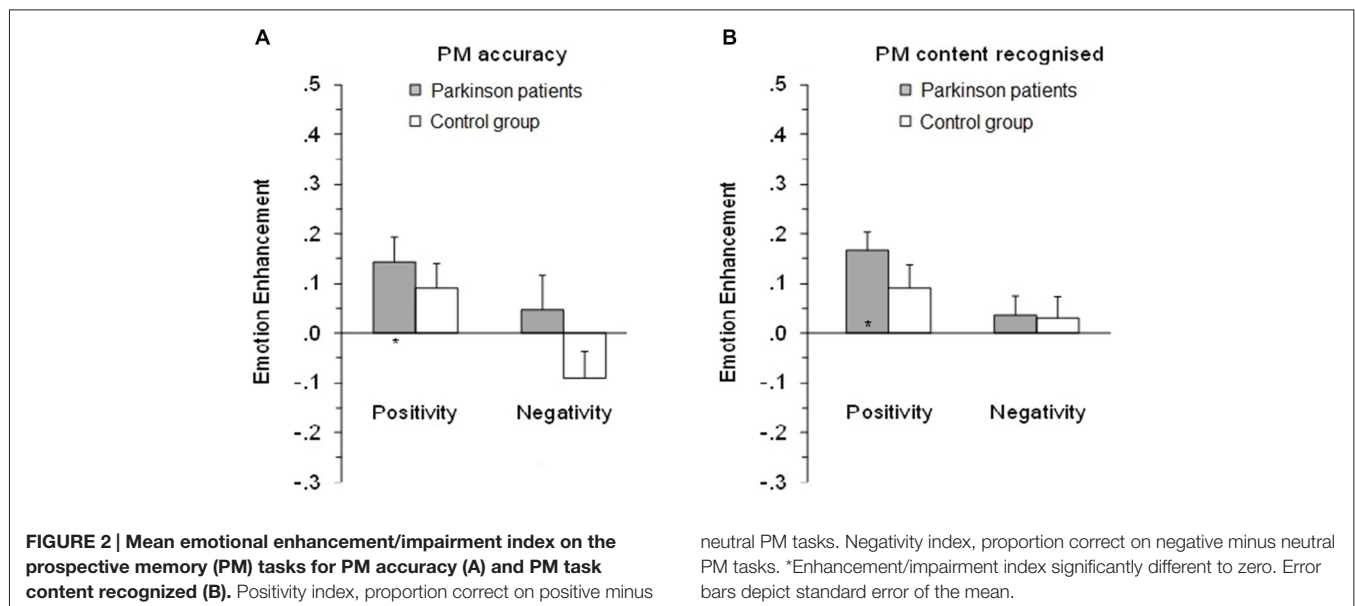 A
PM accuracy
Parkinson patients
Control group
Emotion Enhancement
.5
.4
.3
.2
.1
.0
-.1
-.2
-.3
*
Positivity Negativity
B
PM content recognised
Parkinson patients
Control group
Emotion Enhancement
.5
.4
.3
.2
.1
.0
-.1
-.2
-.3
*
Positivity Negativity
FIGURE 2 | Mean emotional enhancement/impairment index on the
prospective memory (PM) tasks for PM accuracy (A) and PM task
content recognized (B). Positivity index, proportion correct on positive minus
neutral PM tasks. Negativity index, proportion correct on negative minus neutral
PM tasks. *Enhancement/impairment index significantly different to zero. Error
bars depict standard error of the mean.